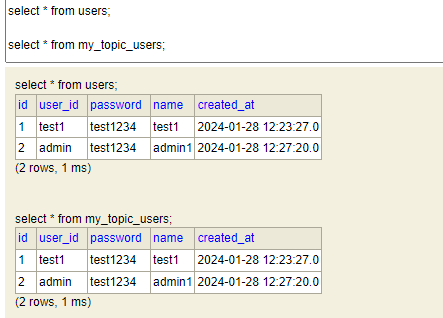 select * from users;
select * from my_topic_users;
select * from users;
id user_id password name created_at
1 test1 test1234 test1 2024-01-28 12:23:27.0
2 admin test1234 admin1 2024-01-28 12:27:20.0
(2 rows, 1 ms)
select * from my_topic_users;
id user_id password name created_at
1 test1 test1234 test1 2024-01-28 12:23:27.0
2 admin test1234 admin1 2024-01-28 12:27:20.0
(2 rows, 1 ms)